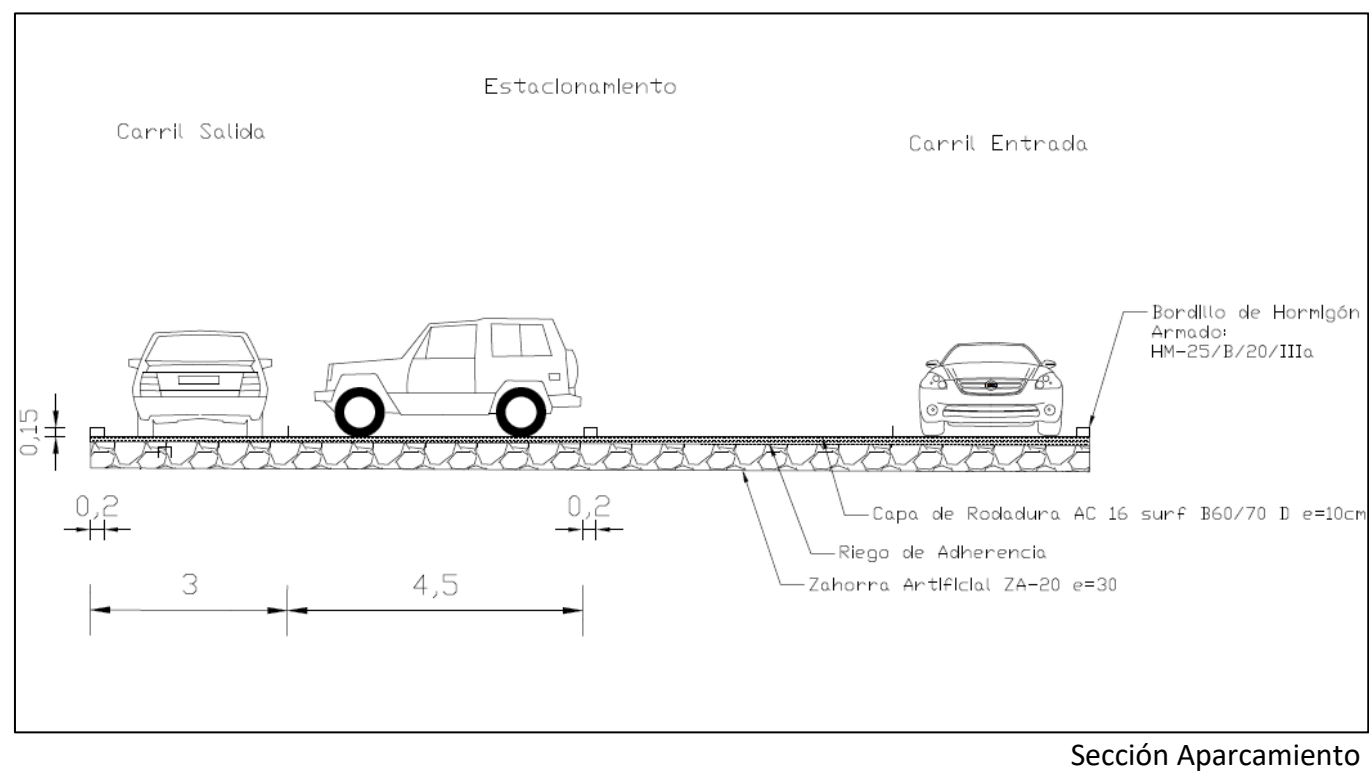 Estacionamiento
Carril Salida
Carril Entrada
Bordillo de Hormigón
Armado:
HM-25/B/20/IIIa
0,15
0,2
0,2
Capa de Rodadura AC 16 surf B60/70 D e=10cm
Riego de Adherencia
Zahorra Artificial ZA-20 e=30
3
4,5
Sección Aparcamiento